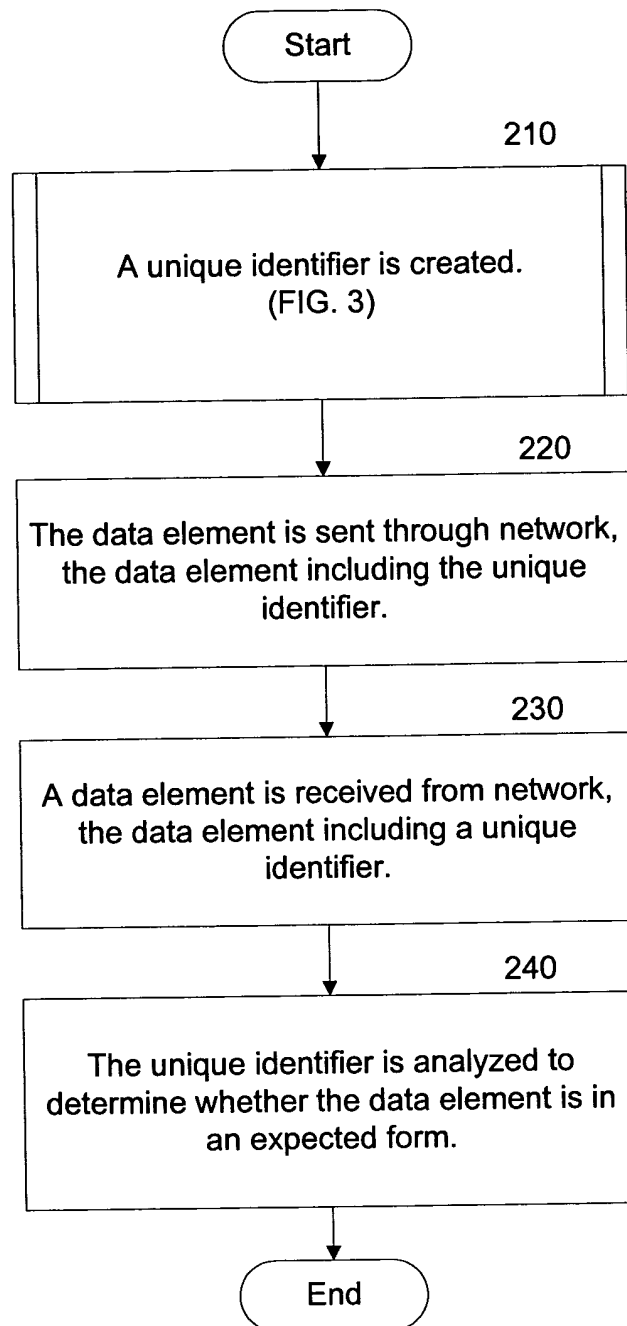 Start
210
A unique identifier is created.
(FIG. 3)
220
The data element is sent through network,
the data element including the unique
identifier.
230
A data element is received from network,
the data element including a unique
identifier.
240
The unique identifier is analyzed to
determine whether the data element is in
an expected form.
End